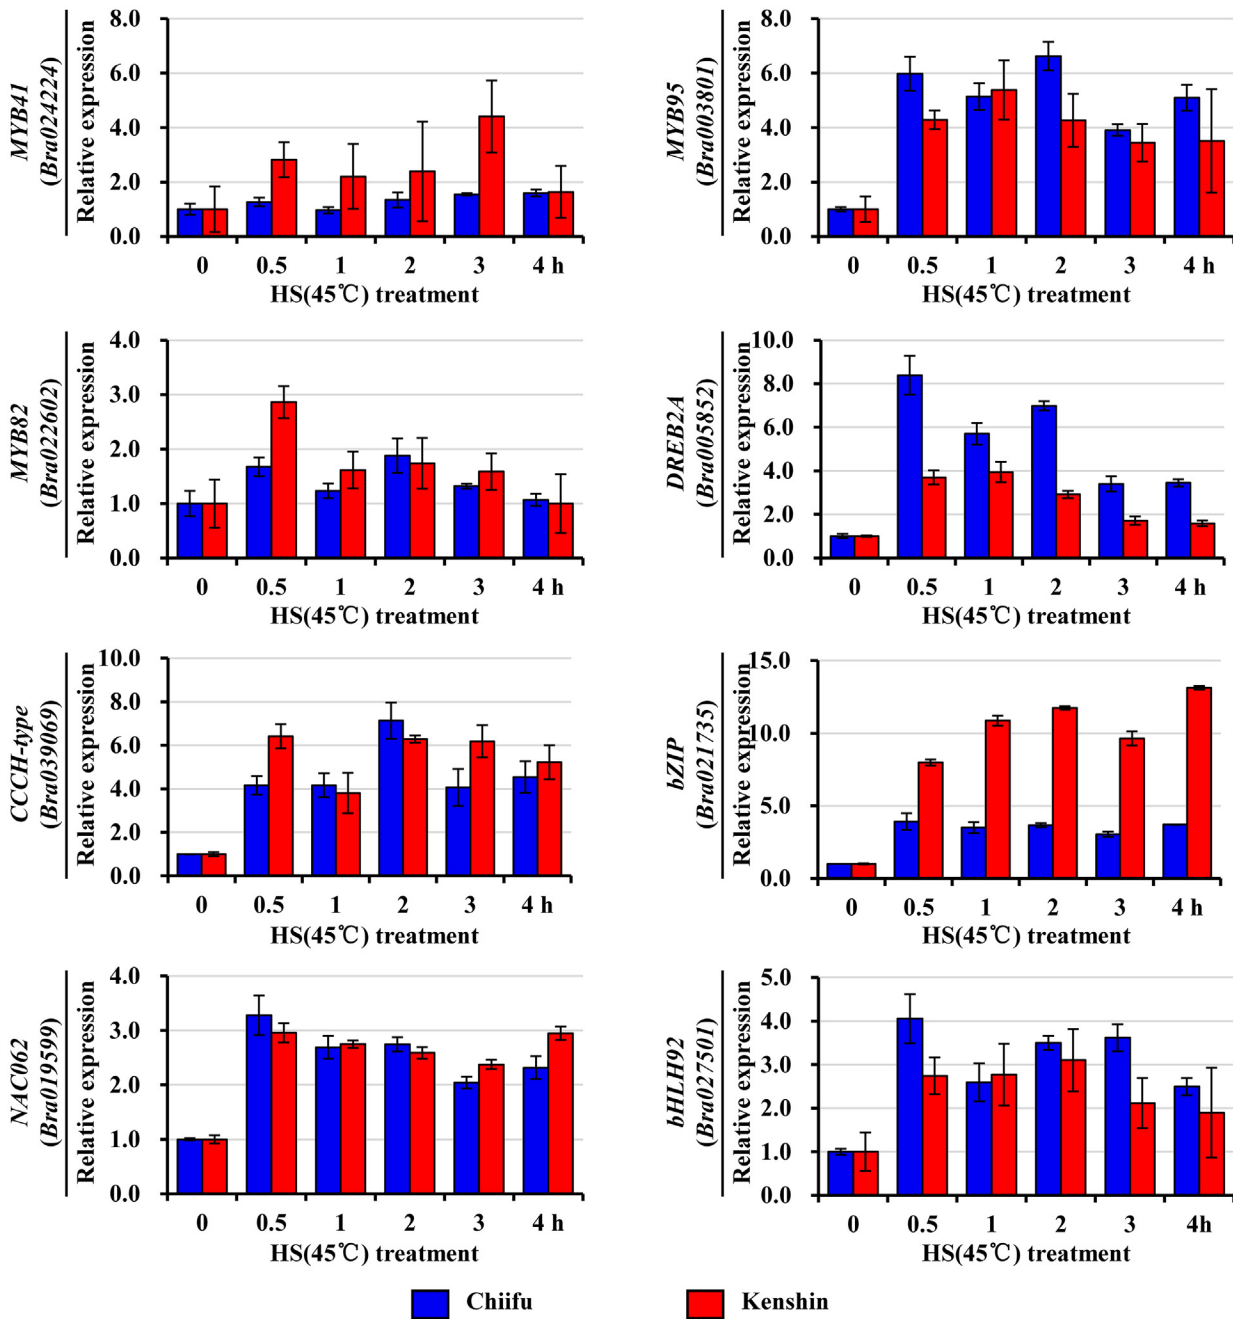 MYB41
(Bra024224)
Relative expression
8.0
6.0
4.0
2.0
0.0
0 0.5 1 2 3 4 h
HS(45℃) treatment
MYB95
(Bra003801)
Relative expression
8.0
6.0
4.0
2.0
0.0
0 0.5 1 2 3 4 h
HS(45℃) treatment
MYB82
(Bra022602)
Relative expression
4.0
3.0
2.0
1.0
0.0
0 0.5 1 2 3 4 h
HS(45℃) treatment
DREB2A
(Bra005852)
Relative expression
10.0
8.0
6.0
4.0
2.0
0.0
0 0.5 1 2 3 4 h
HS(45℃) treatment
CCCH-type
(Bra039069)
Relative expression
10.0
8.0
6.0
4.0
2.0
0.0
0 0.5 1 2 3 4 h
HS(45℃) treatment
bZIP
(Bra021735)
Relative expression
15.0
10.0
5.0
0.0
0 0.5 1 2 3 4 h
HS(45℃) treatment
NAC062
(Bra019599)
Relative expression
4.0
3.0
2.0
1.0
0.0
0 0.5 1 2 3 4 h
HS(45℃) treatment
bHLH92
(Bra027501)
Relative expression
5.0
4.0
3.0
2.0
1.0
0.0
0 0.5 1 2 3 4h
HS(45℃) treatment
Chiifu Kenshin